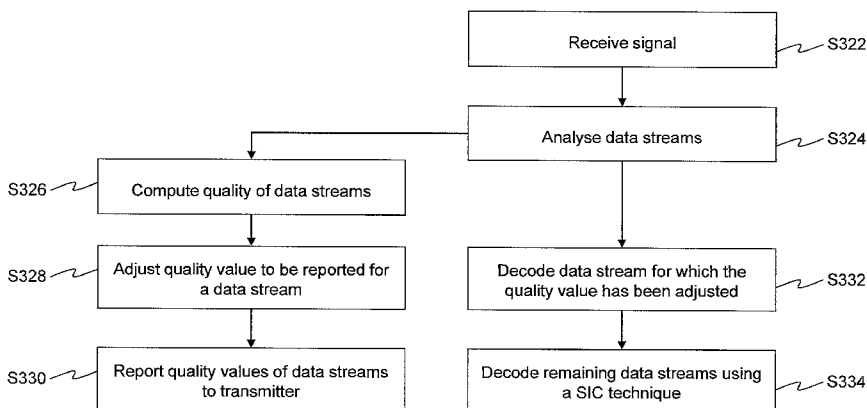 Receive signal
S322
Analyse data streams
S324
S326
Compute quality of data streams
S328
Adjust quality value to be reported for
a data stream
Decode data stream for which the
quality value has been adjusted
S332
S330
Report quality values of data streams
to transmitter
Decode remaining data streams using
a SIC technique
S334